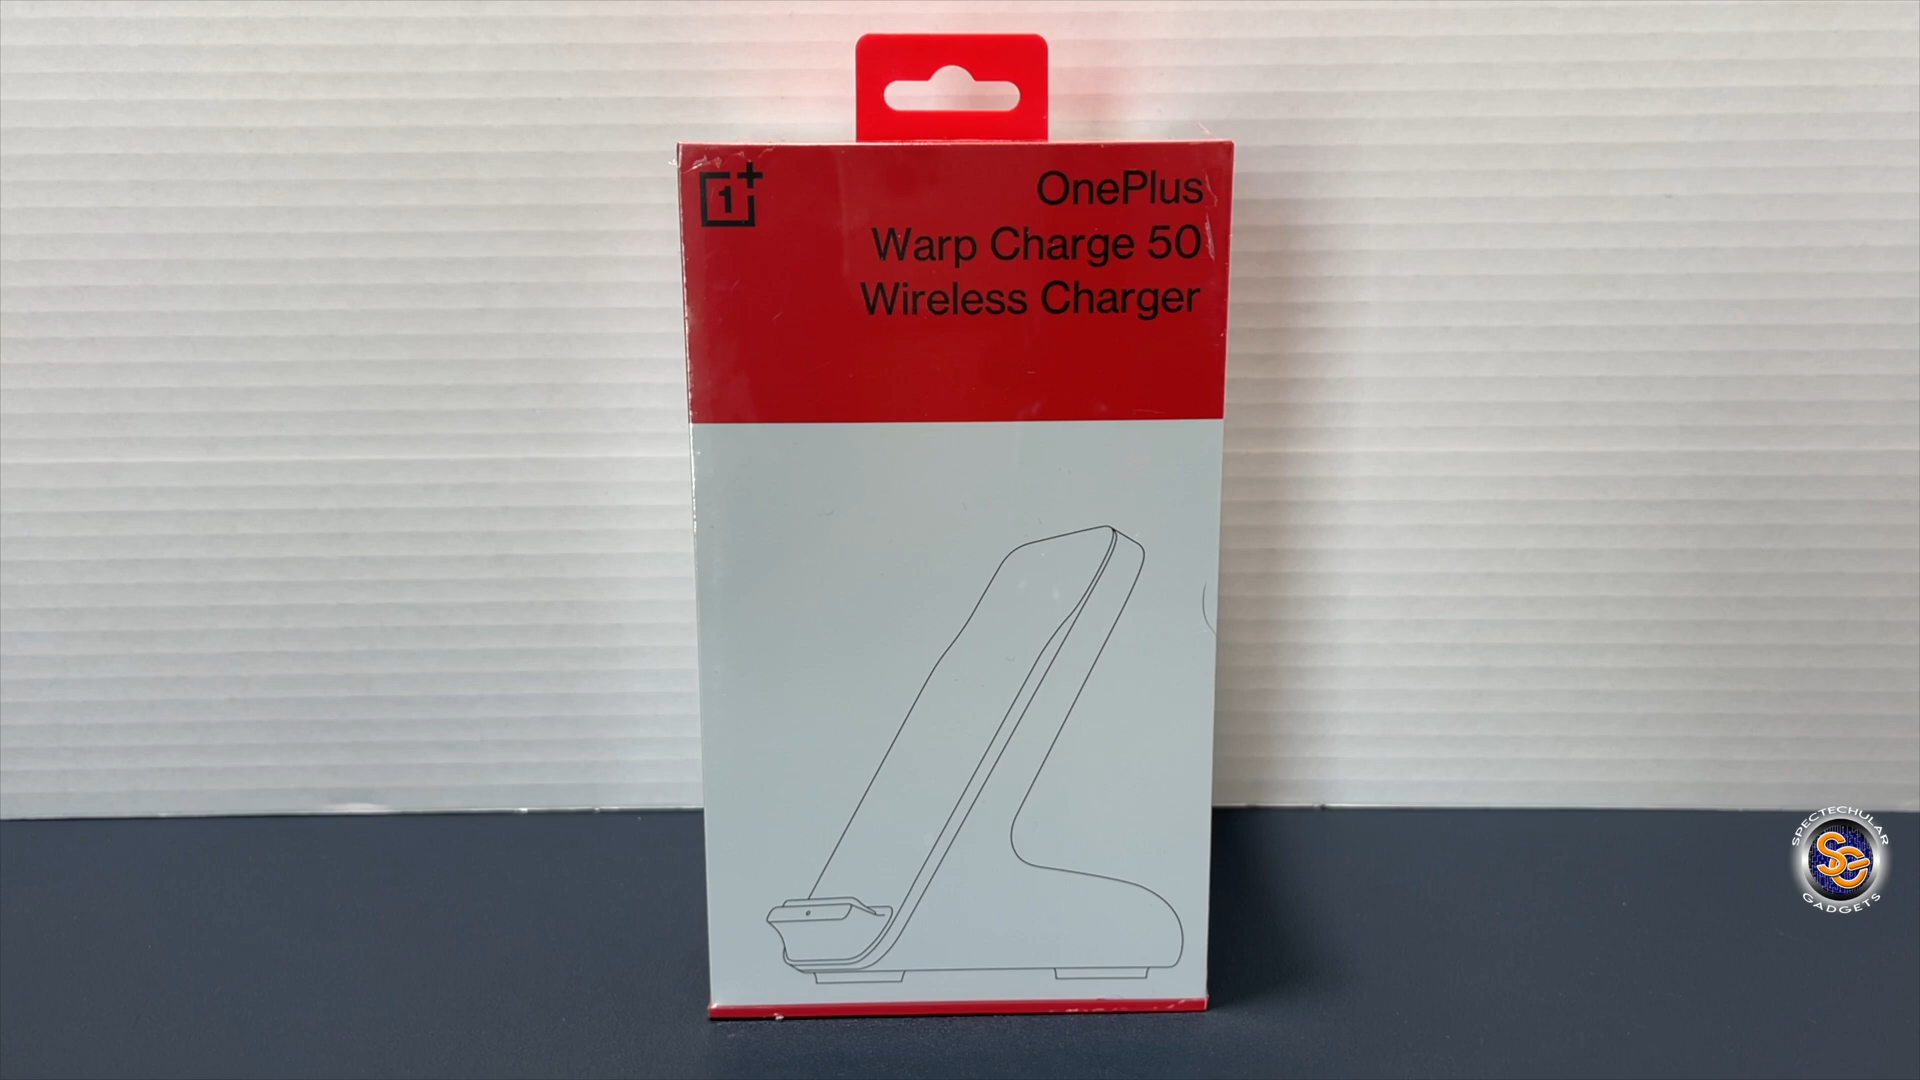 1+
OnePlus
Warp Charge 50
Wireless Charger
SPECTECHULAR
SG
GADGETS